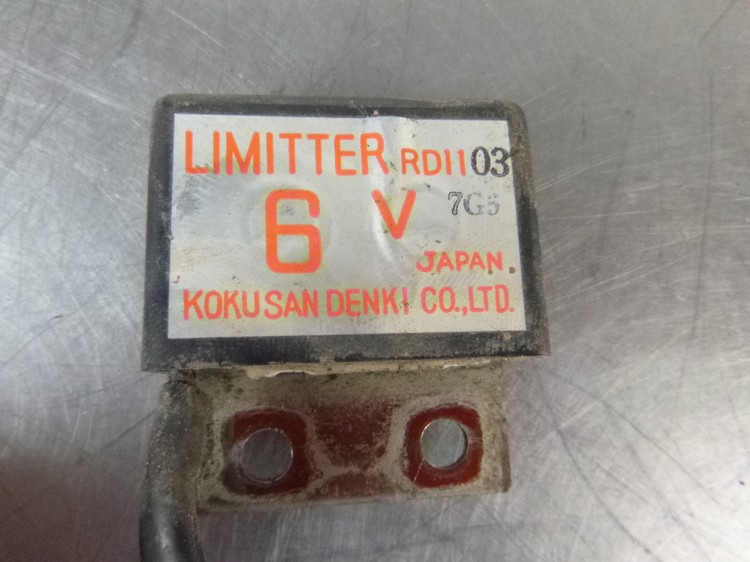 LIMITTER RD1103
6 V 7G5
JAPAN.
KOKUSAN DENKI CO.,LTD.